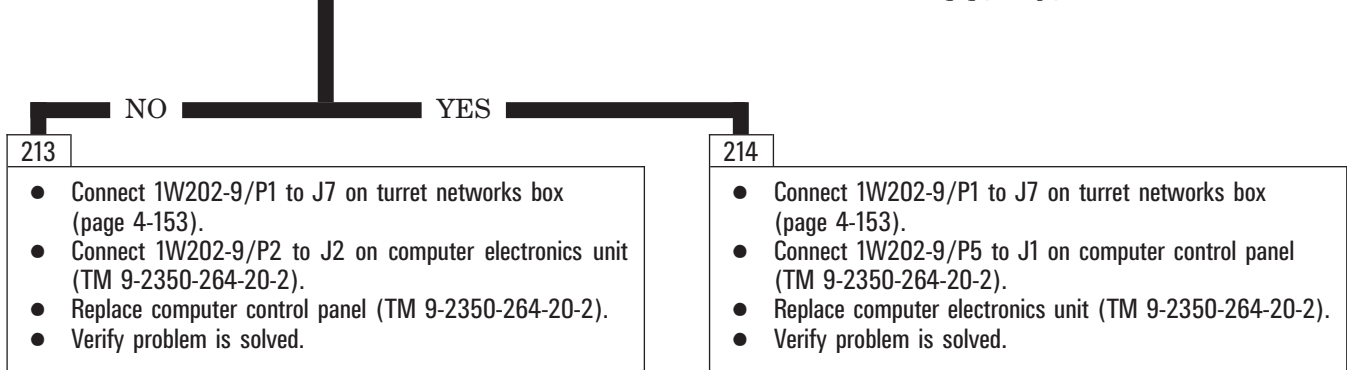 NO
YES
213
● Connect 1W202-9/P1 to J7 on turret networks box
(page 4-153).
● Connect 1W202-9/P2 to J2 on computer electronics unit
(TM 9-2350-264-20-2).
● Replace computer control panel (TM 9-2350-264-20-2).
● Verify problem is solved.
214
● Connect 1W202-9/P1 to J7 on turret networks box
(page 4-153).
● Connect 1W202-9/P5 to J1 on computer control panel
(TM 9-2350-264-20-2).
● Replace computer electronics unit (TM 9-2350-264-20-2).
● Verify problem is solved.